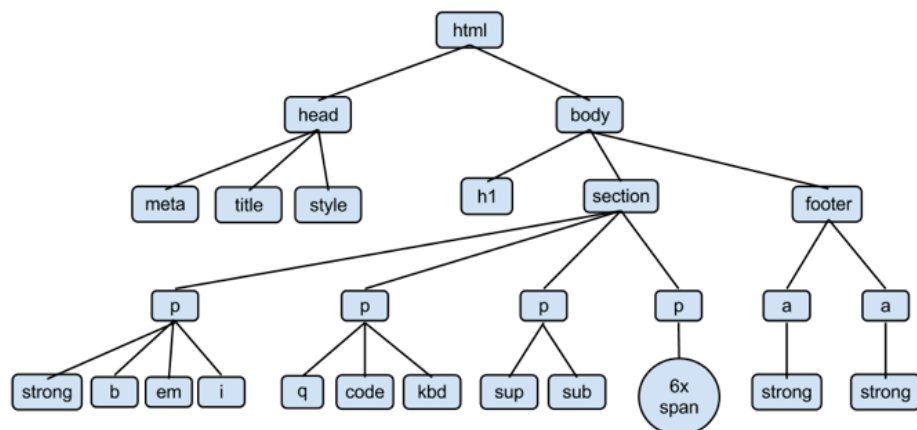 html
head
body
meta
title
style
h1
section
footer
p
p
p
p
a
a
strong
b
em
i
q
code
kbd
sup
sub
6x
span
strong
strong